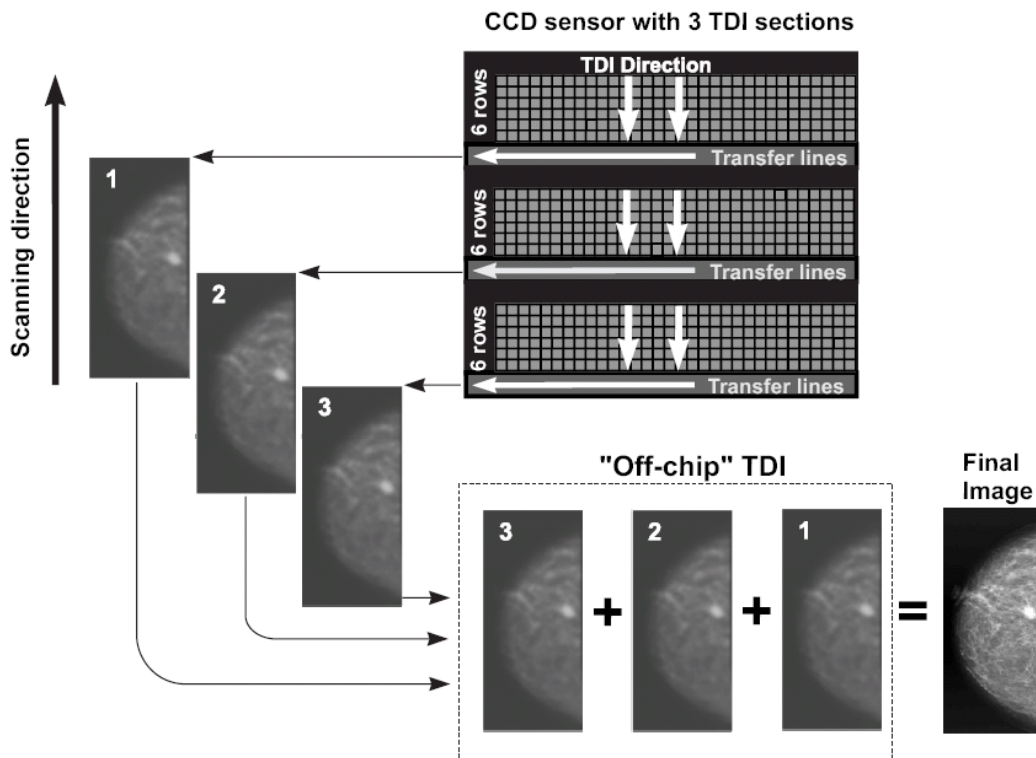 CCD sensor with 3 TDI sections
TDI Direction
6 rows
Transfer lines
6 rows
Transfer lines
6 rows
Transfer lines
Scanning direction
1
2
3
"Off-chip" TDI
Final
Image
3
2
1
+
+
=